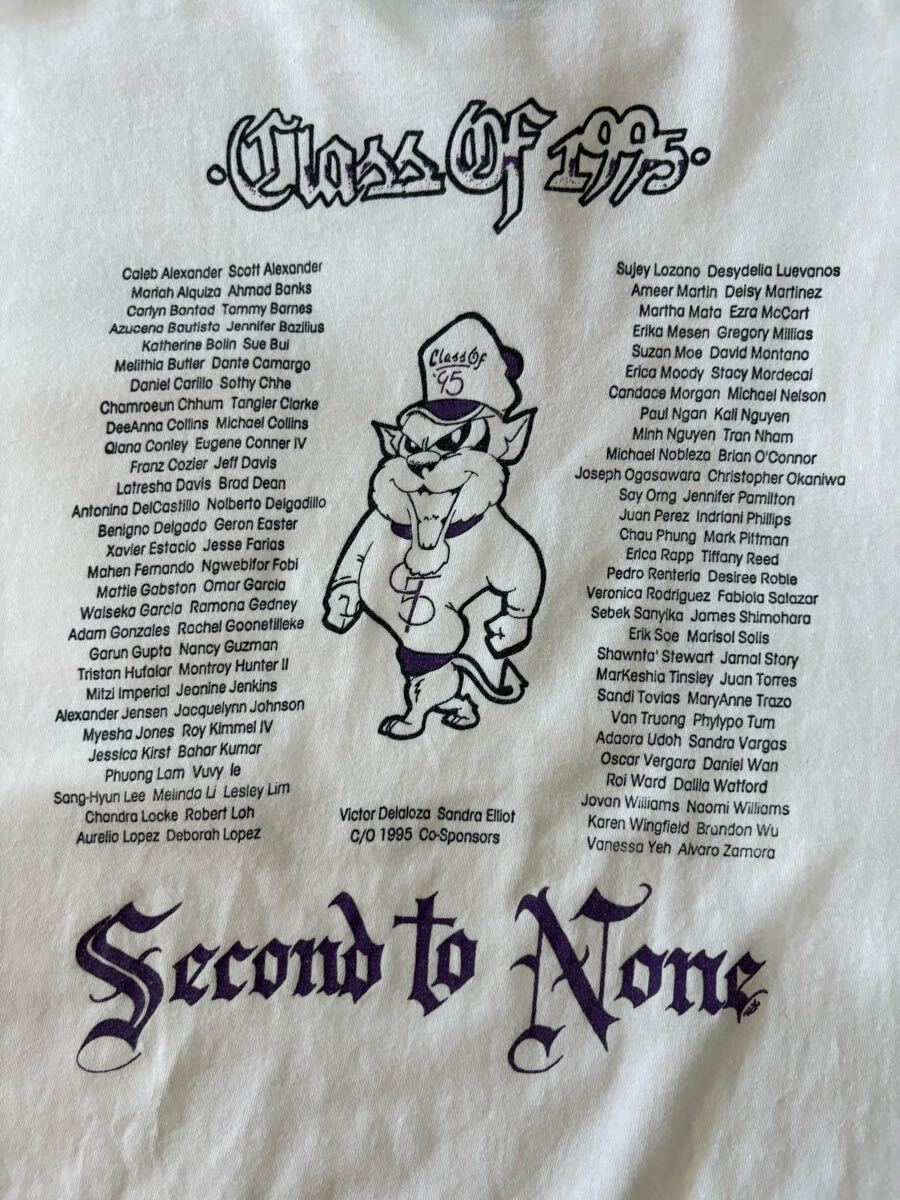 ·Class Of 1995·
Caleb Alexander Scott Alexander
Mariah Alquiza Ahmad Banks
Carlyn Bantad Tammy Barnes
Azucena Bautista Jennifer Bazilius
Katherine Bolin Sue Bui
Melithia Butler Dante Camargo
Daniel Carillo Sothy Chhe
Chamroeun Chhum Tangier Clarke
DeeAnna Collins Michael Collins
Qiana Conley Eugene Conner IV
Franz Cozier Jeff Davis
Latresha Davis Brad Dean
Antonina DelCastillo Nolberto Delgadillo
Benigno Delgado Geron Easter
Xavier Estacio Jesse Farias
Mahen Fernando Ngwebifor Fobi
Mattie Gabston Omar Garcia
Walseka Garcia Ramona Gedney
Adam Gonzales Rachel Goonetilleke
Garun Gupta Nancy Guzman
Tristan Hufalar Montroy Hunter II
Mitzi Imperial Jeanine Jenkins
Alexander Jensen Jacquelynn Johnson
Myesha Jones Roy Kimmel IV
Jessica Kirst Bahar Kumar
Phuong Lam Vuvy le
Sang-Hyun Lee Melinda Li Lesley Lim
Chandra Locke Robert Loh
Aurelio Lopez Deborah Lopez
Class Of
'95
95
Victor Delaloza Sandra Elliot
C/O 1995 Co-Sponsors
Sujey Lozano Desydelia Luevanos
Ameer Martin Deisy Martinez
Martha Mata Ezra McCart
Erika Mesen Gregory Millias
Suzan Moe David Montano
Erica Moody Stacy Mordecai
Candace Morgan Michael Nelson
Paul Ngan Kali Nguyen
Minh Nguyen Tran Nham
Michael Nobleza Brian O'Connor
Joseph Ogasawara Christopher Okaniwa
Say Orng Jennifer Pamilton
Juan Perez Indriani Phillips
Chau Phung Mark Pittman
Erica Rapp Tiffany Reed
Pedro Renteria Desiree Roble
Veronica Rodriguez Fabiola Salazar
Sebek Sanyika James Shimohara
Erik Soe Marisol Solis
Shawnta' Stewart Jamal Story
MarKeshia Tinsley Juan Torres
Sandi Tovias MaryAnne Trazo
Van Truong Phylypo Tum
Adaora Udoh Sandra Vargas
Oscar Vergara Daniel Wan
Roi Ward Dalila Watford
Jovan Williams Naomi Williams
Karen Wingfield Brandon Wu
Vanessa Yeh Alvaro Zamora
Second to None